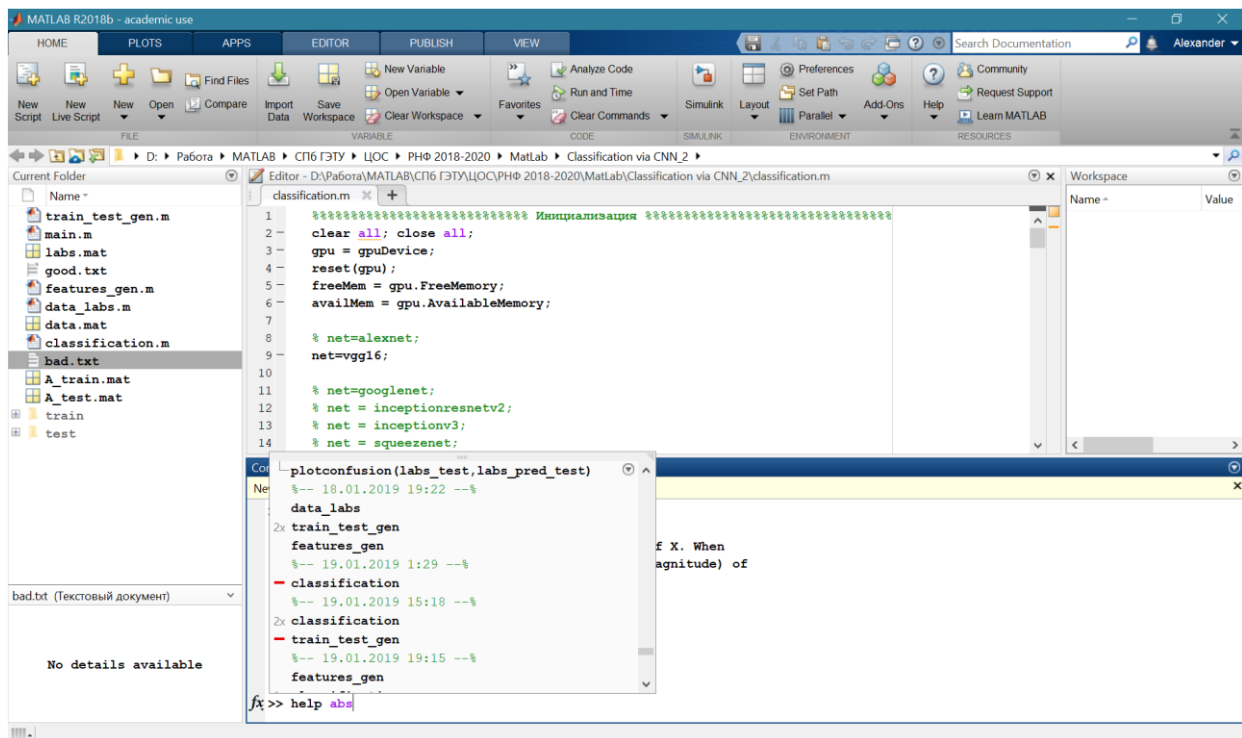 MATLAB R2018b - academic use
HOME PLOTS APPS EDITOR PUBLISH VIEW Search Documentation Alexander
New Script
New Live Script
New
Open
Find Files
Compare
FILE
Import Data
Save Workspace
New Variable
Open Variable
Clear Workspace
VARIABLE
Favorites
Analyze Code
Run and Time
Clear Commands
CODE
Simulink
SIMULINK
Layout
Preferences
Set Path
Parallel
Add-Ons
ENVIRONMENT
Help
Community
Request Support
Learn MATLAB
RESOURCES
D: ▸ Работа ▸ MATLAB ▸ СПб ГЭТУ ▸ ЦОС ▸ РНФ 2018-2020 ▸ MatLab ▸ Classification via CNN_2 ▸
Current Folder
Name
train_test_gen.m
main.m
labs.mat
good.txt
features_gen.m
data_labs.m
data.mat
classification.m
bad.txt
A_train.mat
A_test.mat
train
test
bad.txt (Текстовый документ)
No details available
Editor - D:\Работа\MATLAB\СПб ГЭТУ\ЦОС\РНФ 2018-2020\MatLab\Classification via CNN_2\classification.m
classification.m
1 %%%%%%%%%%%%%%%%%%%%%%%%%%%% Инициализация %%%%%%%%%%%%%%%%%%%%%%%%%%%%%%%%
2 clear all; close all;
3 gpu = gpuDevice;
4 reset(gpu);
5 freeMem = gpu.FreeMemory;
6 availMem = gpu.AvailableMemory;
7
8 % net=alexnet;
9 net=vgg16;
10
11 % net=googlenet;
12 % net = inceptionresnetv2;
13 % net = inceptionv3;
14 % net = squeezenet;
Workspace
Name Value
plotconfusion(labs_test,labs_pred_test)
%-- 18.01.2019 19:22 --%
data_labs
2x train_test_gen
features_gen
%-- 19.01.2019 1:29 --%
classification
%-- 19.01.2019 15:18 --%
2x classification
train_test_gen
%-- 19.01.2019 19:15 --%
features_gen
f X. When
agnitude) of
fx >> help abs